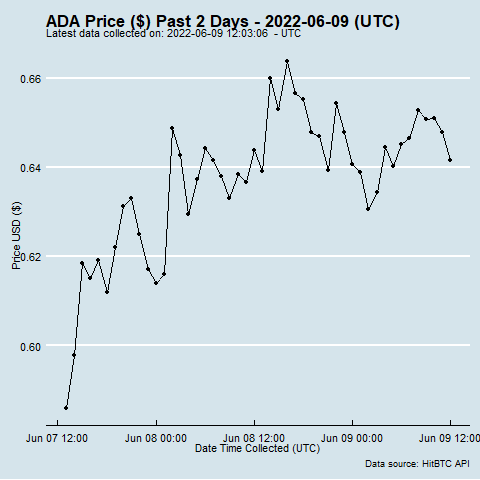 ADA Price ($) Past 2 Days - 2022-06-09 (UTC)
Latest data collected on: 2022-06-09 12:03:06  - UTC
0.66
0.64
0.62
0.60
Price USD ($)
Jun 07 12:00 Jun 08 00:00 Jun 08 12:00 Jun 09 00:00 Jun 09 12:00
Date Time Collected (UTC)
Data source: HitBTC API